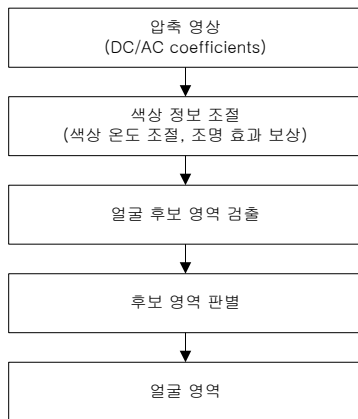 압축 영상
(DC/AC coefficients)
색상 정보 조절
(색상 온도 조절, 조명 효과 보상)
얼굴 후보 영역 검출
후보 영역 판별
얼굴 영역